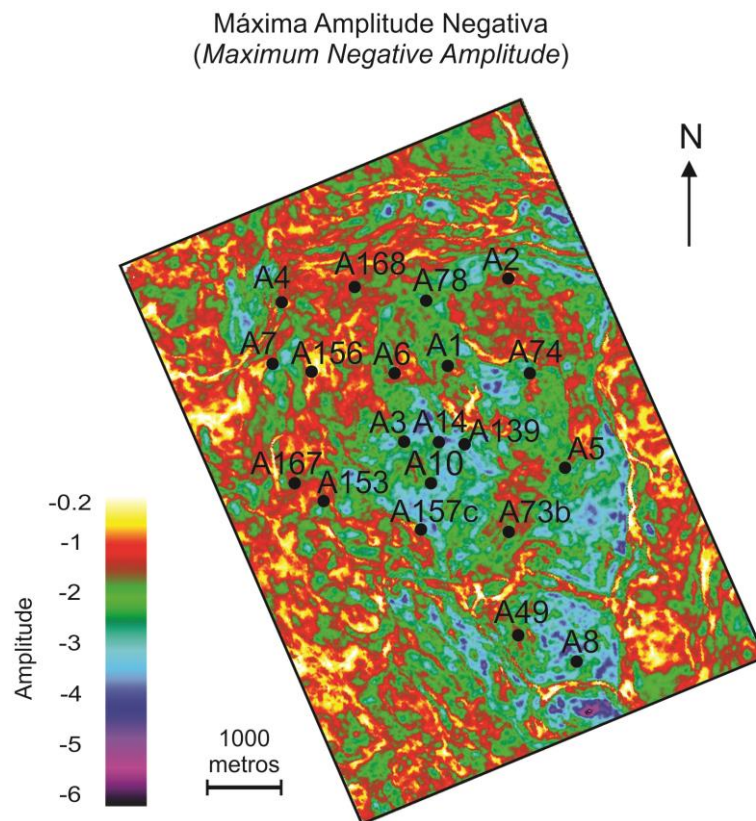 Máxima Amplitude Negativa
(Maximum Negative Amplitude)
N
A4
A168
A78
A2
A7
A156
A6
A1
A74
A3
A14
A139
A5
A167
A153
A10
A157c
A73b
A49
A8
Amplitude
-0.2
-1
-2
-3
-4
-5
-6
1000
metros